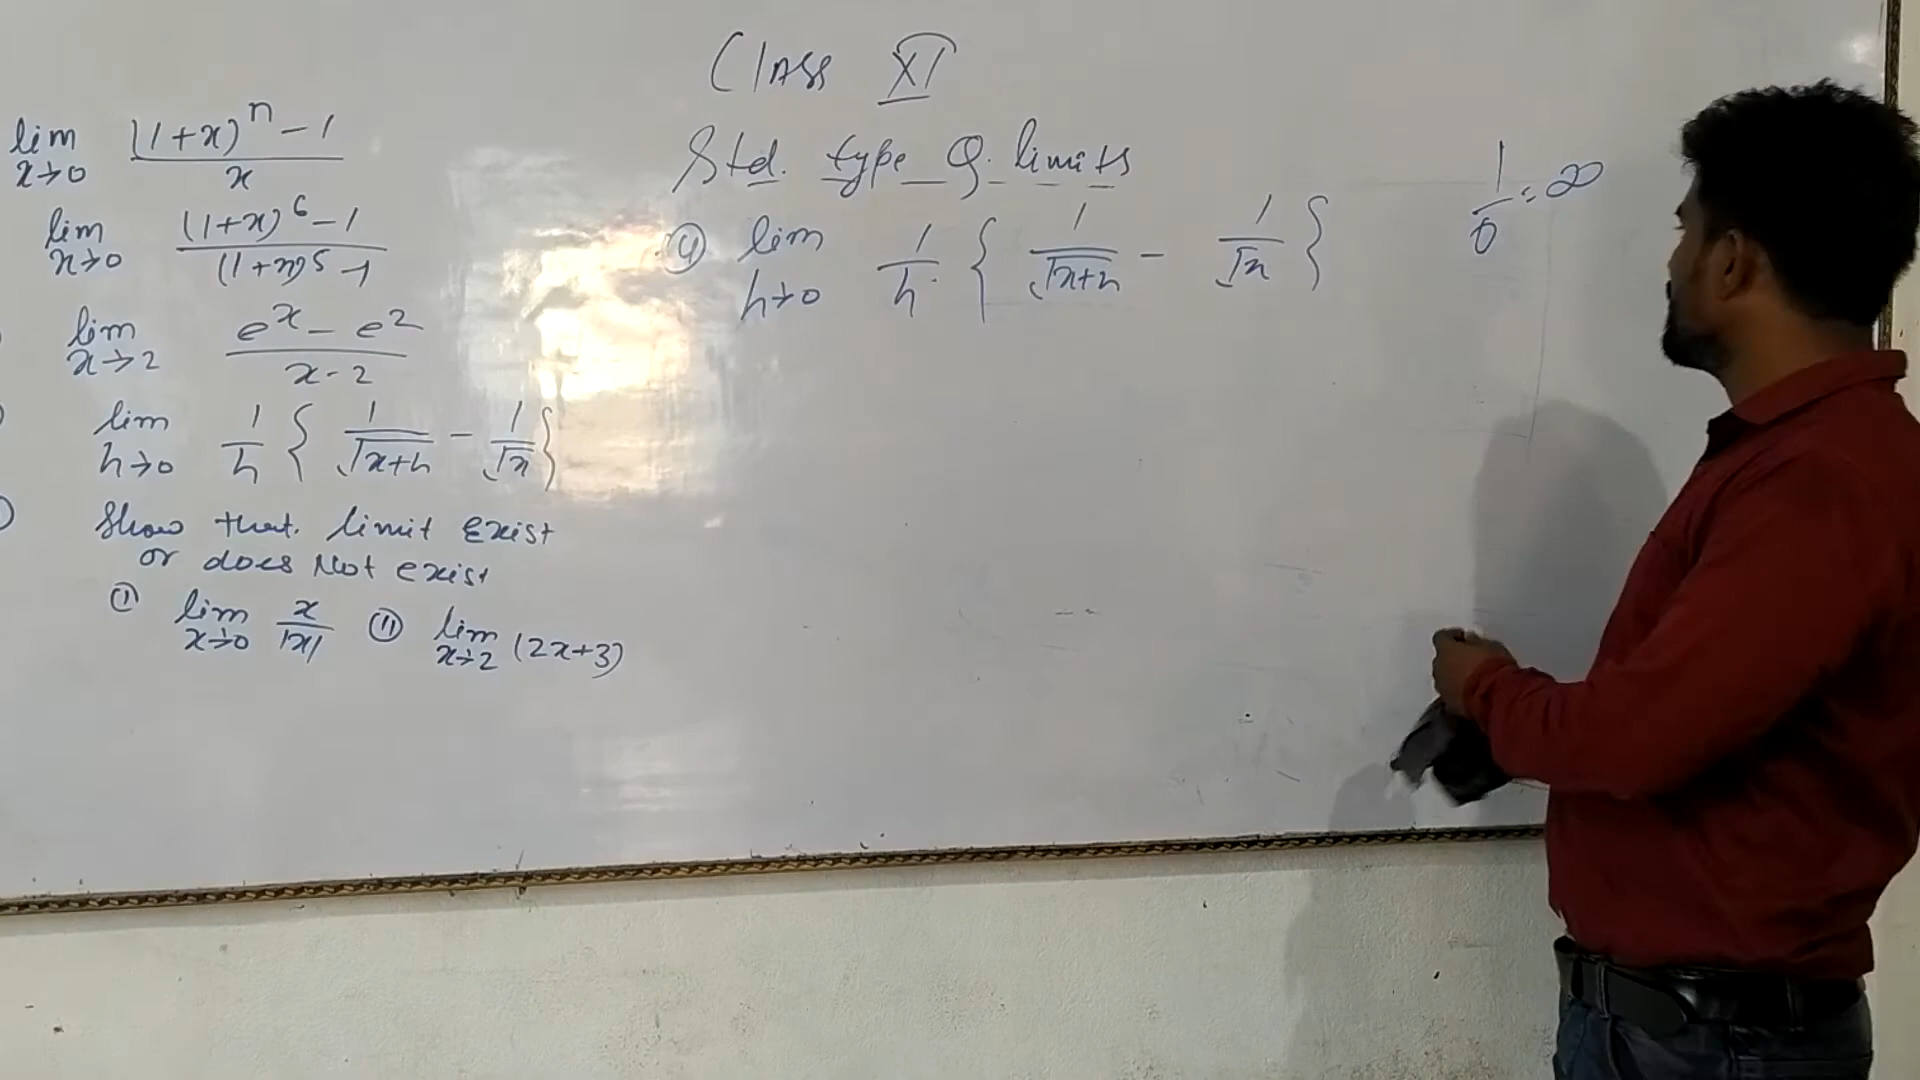 Class XI
Std. type Q. limits
lim x→0 ((1+x)^n - 1)/x
lim x→0 ((1+x)^6 - 1)/((1+x)^5 - 1)
lim x→2 (e^x - e^2)/(x-2)
lim h→0 1/h { 1/√(x+h) - 1/√x }
Show that. limit Exist
or does Not exist
(i) lim x→0 x/|x| (ii) lim x→2 (2x+3)
(4) lim h→0 1/h. { 1/√(x+h) - 1/√x }
1/0 = ∞